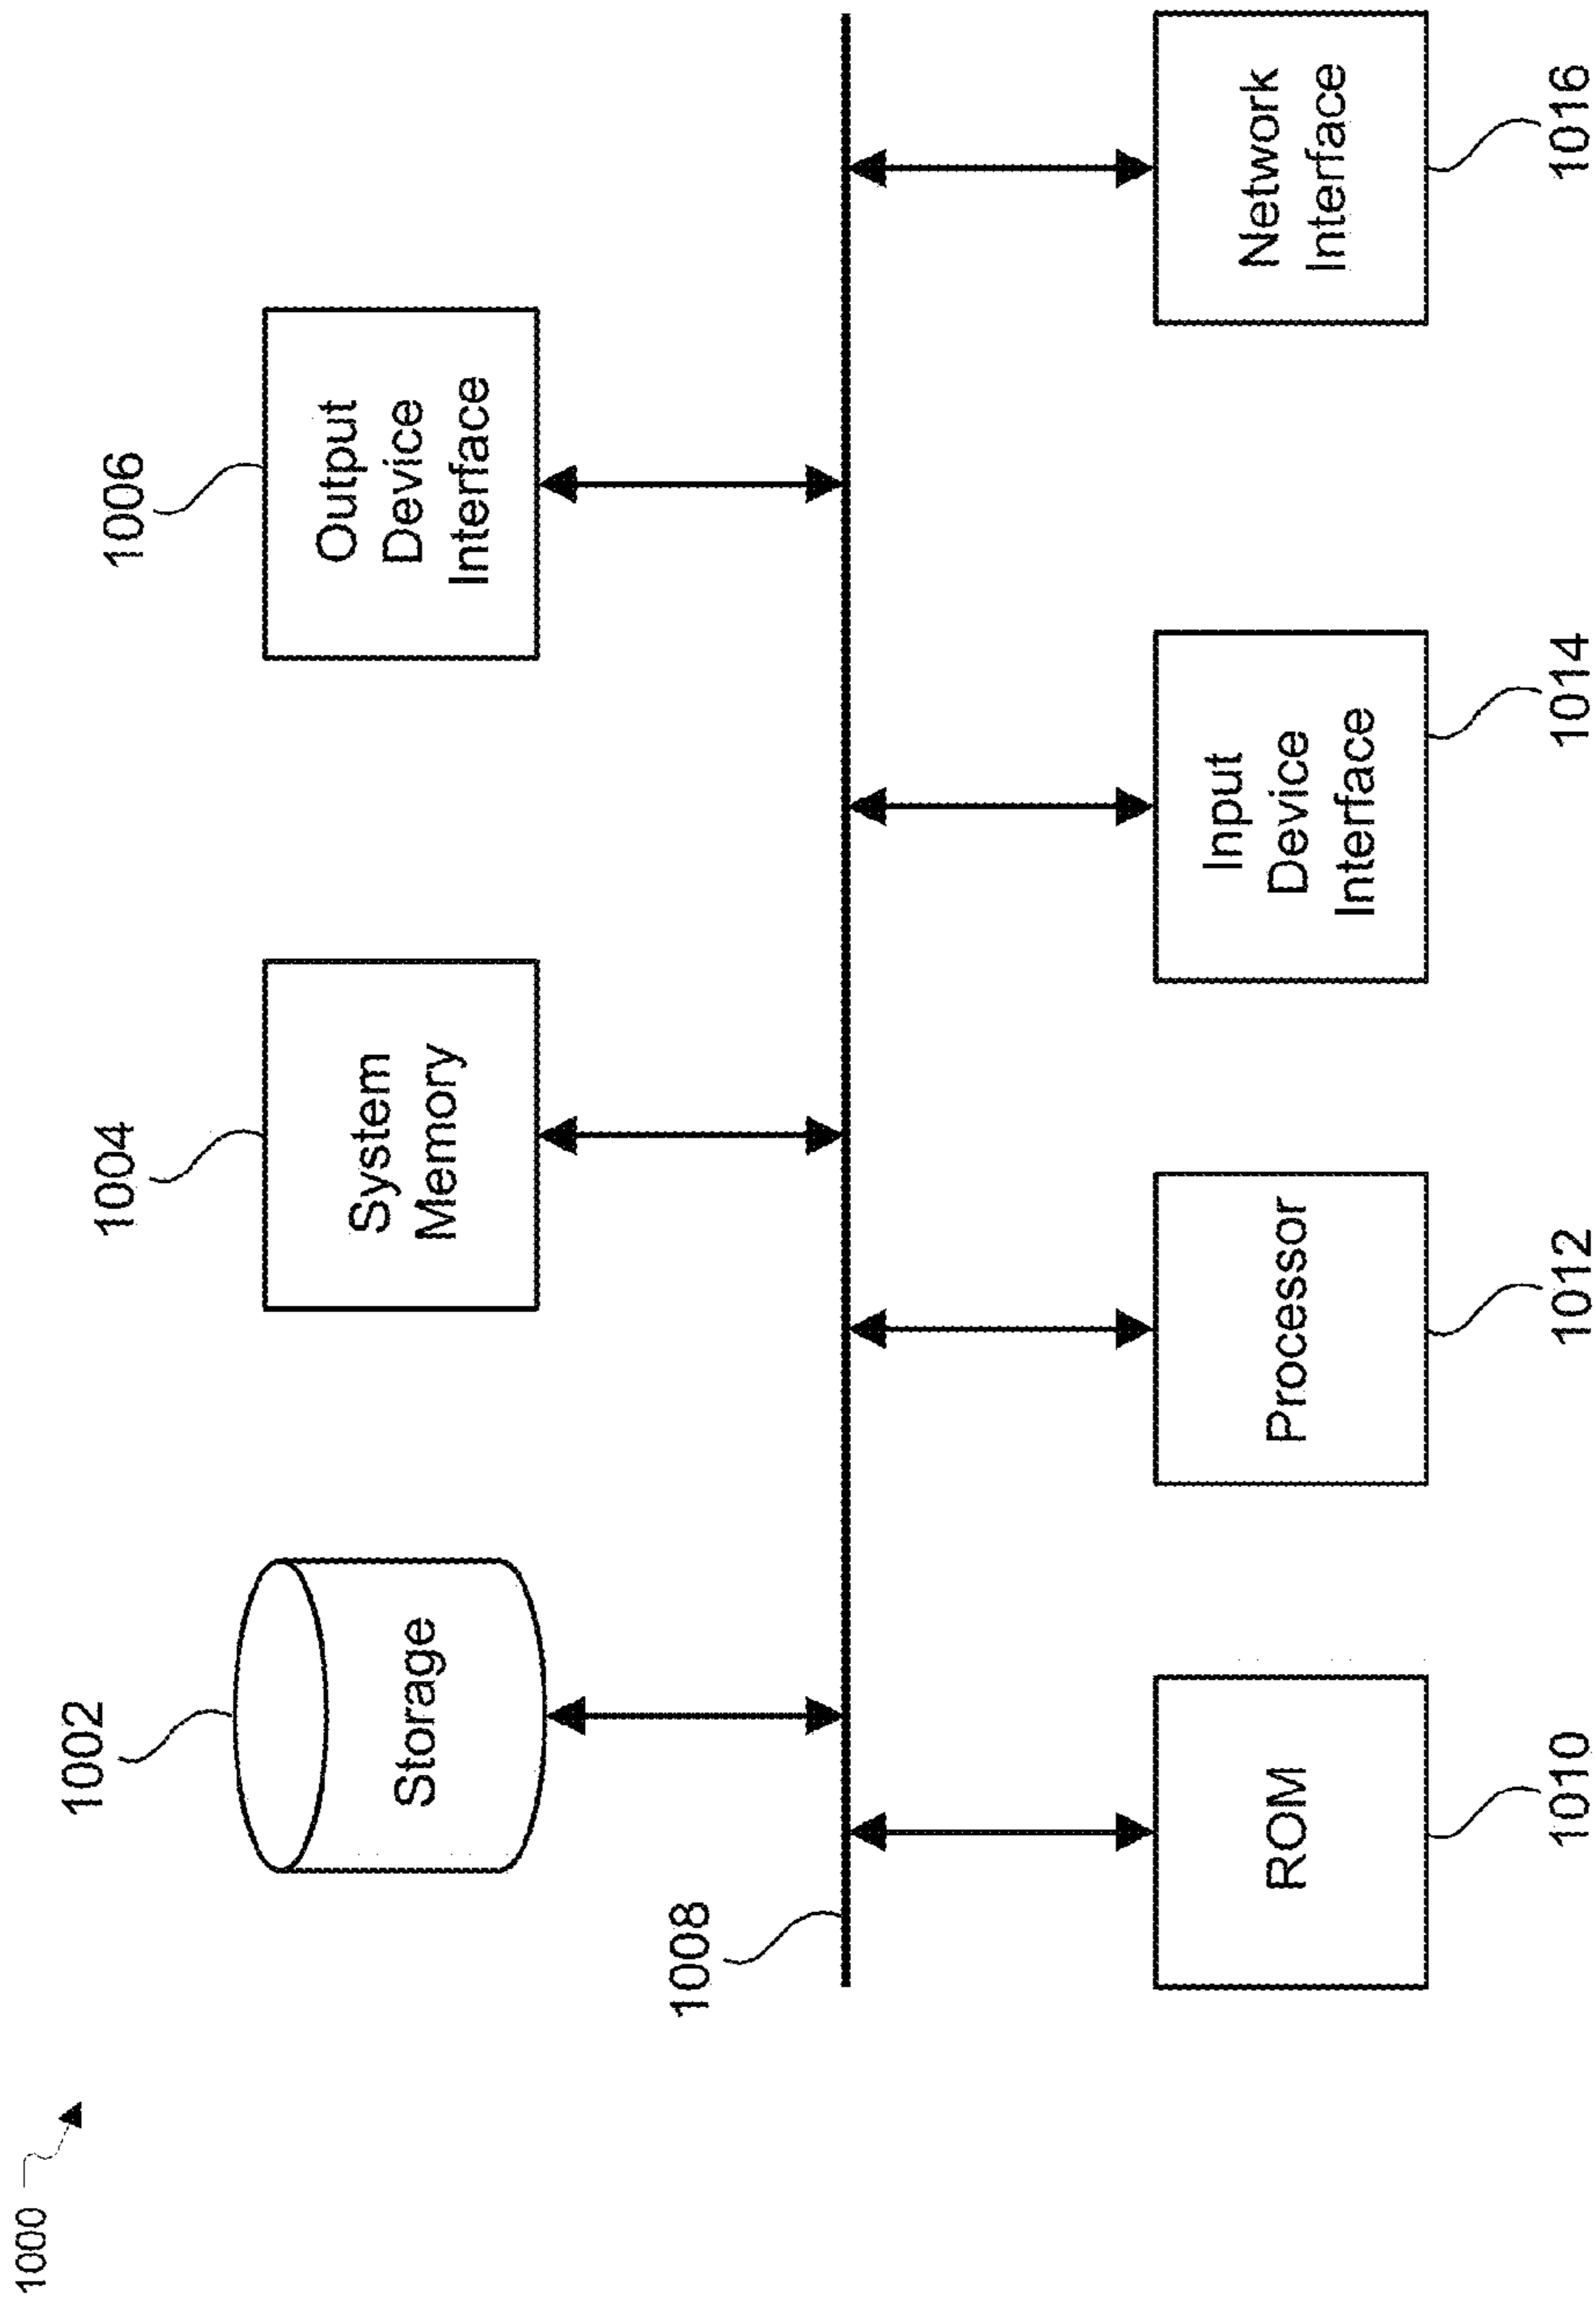 1000
1002
Storage
1004
System
Memory
1006
Output
Device
Interface
1008
ROM
1010
Processor
1012
Input
Device
Interface
1014
Network
Interface
1016